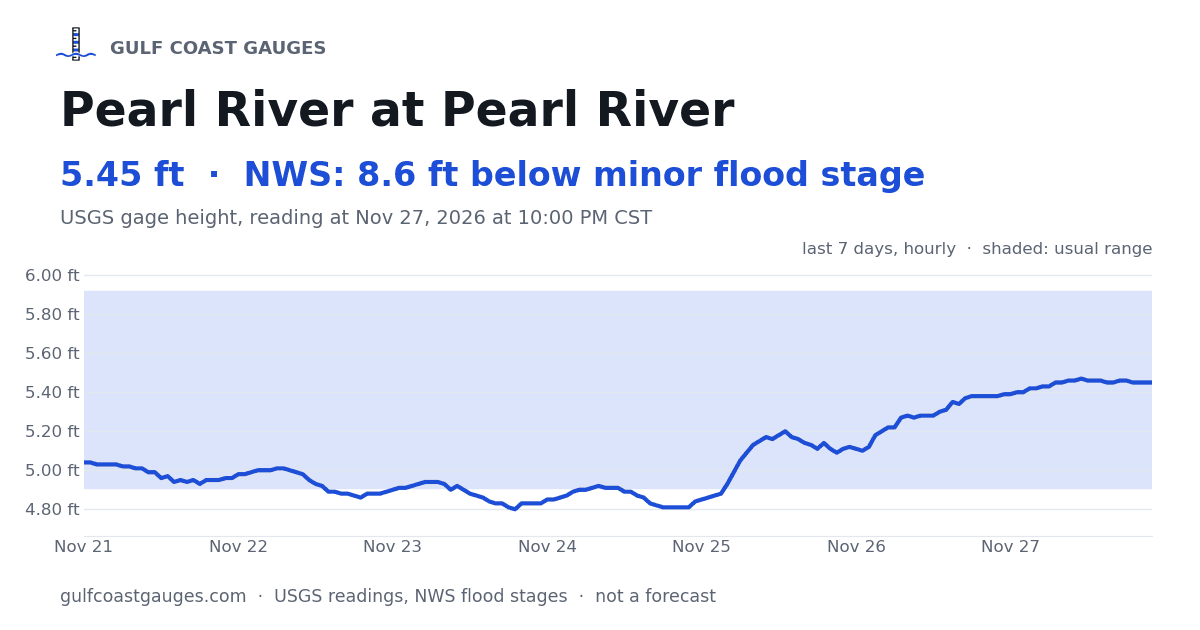 GULF COAST GAUGES
Pearl River at Pearl River
5.45 ft · NWS: 8.6 ft below minor flood stage
USGS gage height, reading at Nov 27, 2026 at 10:00 PM CST
last 7 days, hourly · shaded: usual range
6.00 ft
5.80 ft
5.60 ft
5.40 ft
5.20 ft
5.00 ft
4.80 ft
Nov 21 Nov 22 Nov 23 Nov 24 Nov 25 Nov 26 Nov 27
gulfcoastgauges.com · USGS readings, NWS flood stages · not a forecast